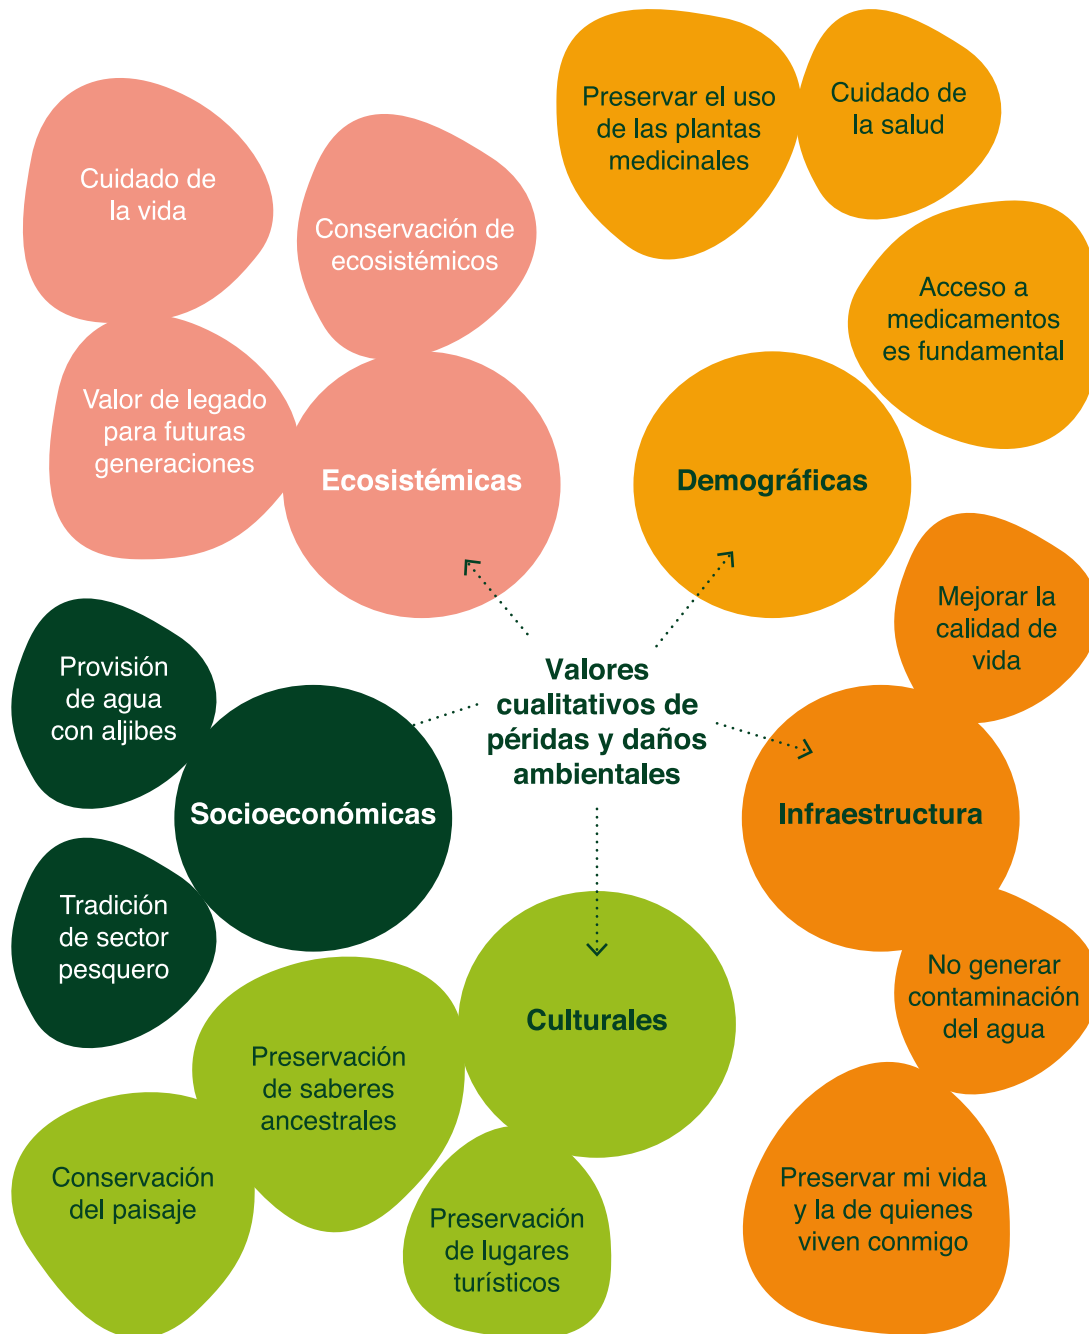 Preservar el uso
de las plantas
medicinales
Cuidado de
la salud
Cuidado de
la vida
Conservación de
ecosistémicos
Acceso a
medicamentos
es fundamental
Valor de legado
para futuras
generaciones
Ecosistémicas
Demográficas
Mejorar la
calidad de
vida
Provisión
de agua
con aljibes
Valores
cualitativos de
péridas y daños
ambientales
Socioeconómicas
Infraestructura
Tradición
de sector
pesquero
No generar
contaminación
del agua
Culturales
Preservación
de saberes
ancestrales
Conservación
del paisaje
Preservación
de lugares
turísticos
Preservar mi vida
y la de quienes
viven conmigo